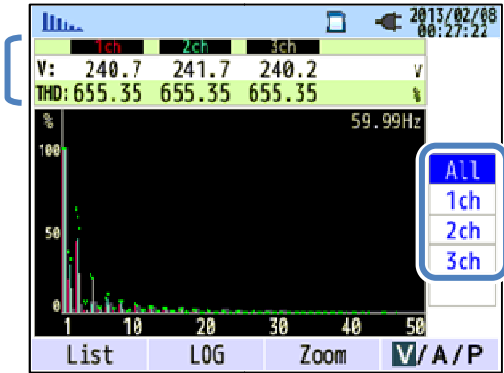 2013/02/08
00:27:22
1ch 2ch 3ch
V: 240.7 241.7 240.2 V
THD: 655.35 655.35 655.35 %
% 59.99Hz
100
50
0
1 10 20 30 40 50
All
1ch
2ch
3ch
List LOG Zoom V/A/P